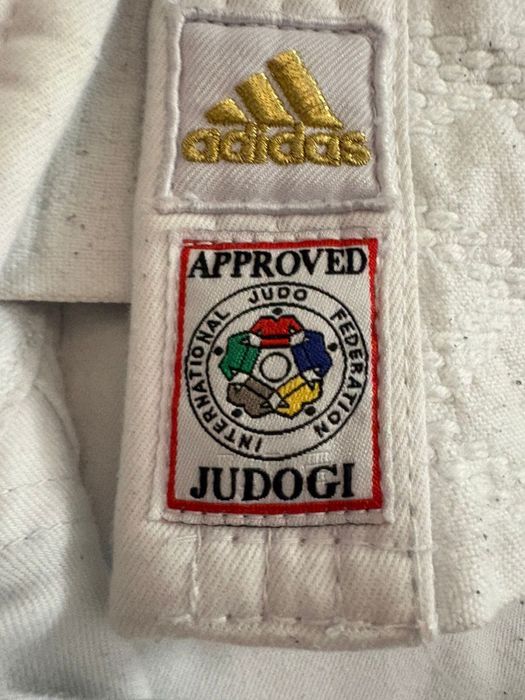 adidas
APPROVED
INTERNATIONAL JUDO FEDERATION
JUDOGI